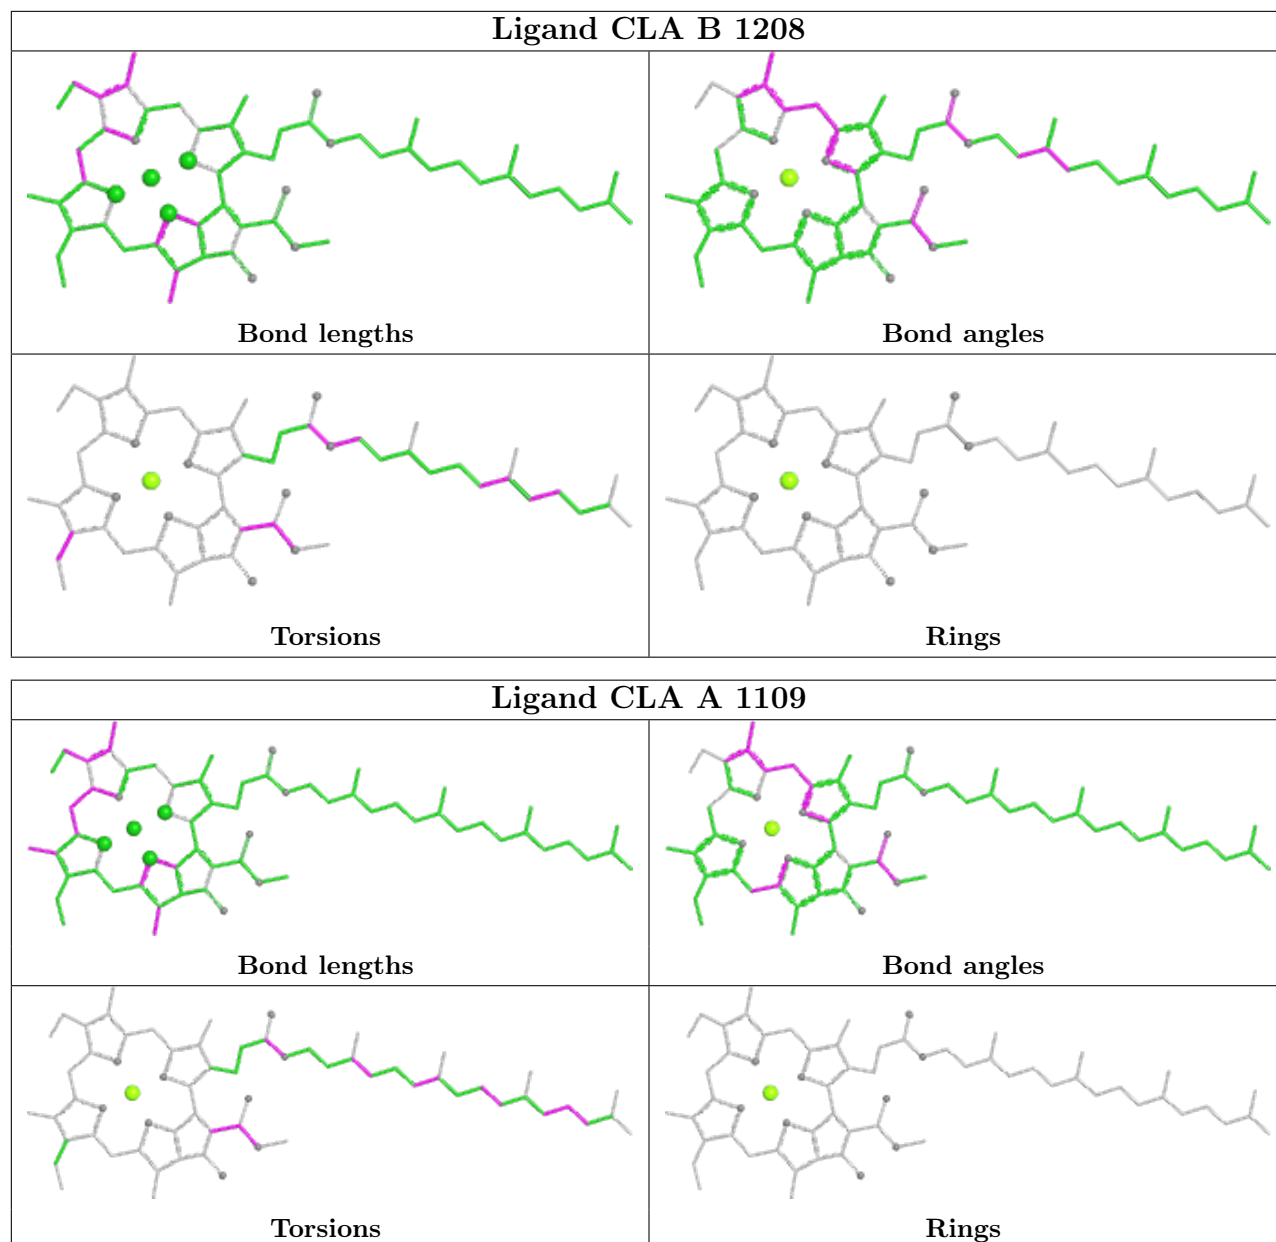 Ligand CLA B 1208
Bond lengths
Bond angles
Torsions
Rings
Ligand CLA A 1109
Bond lengths
Bond angles
Torsions
Rings